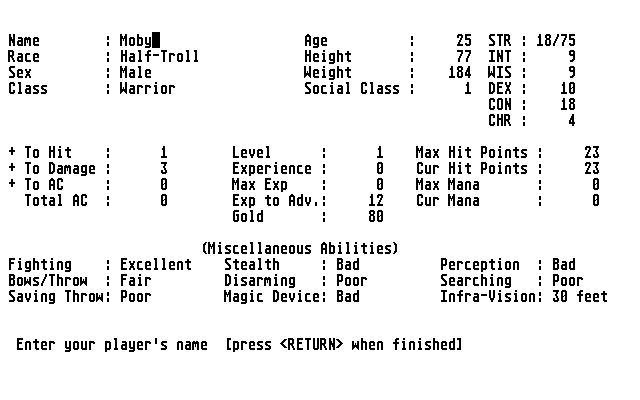 Name : Moby Age : 25 STR : 18/75
Race : Half-Troll Height : 77 INT : 9
Sex : Male Weight : 184 WIS : 9
Class : Warrior Social Class : 1 DEX : 10
CON : 18
CHR : 4
+ To Hit : 1 Level : 1 Max Hit Points : 23
+ To Damage : 3 Experience : 0 Cur Hit Points : 23
+ To AC : 0 Max Exp : 0 Max Mana : 0
Total AC : 0 Exp to Adv.: 12 Cur Mana : 0
Gold : 80
(Miscellaneous Abilities)
Fighting : Excellent Stealth : Bad Perception : Bad
Bows/Throw : Fair Disarming : Poor Searching : Poor
Saving Throw: Poor Magic Device: Bad Infra-Vision: 30 feet
Enter your player's name [press <RETURN> when finished]